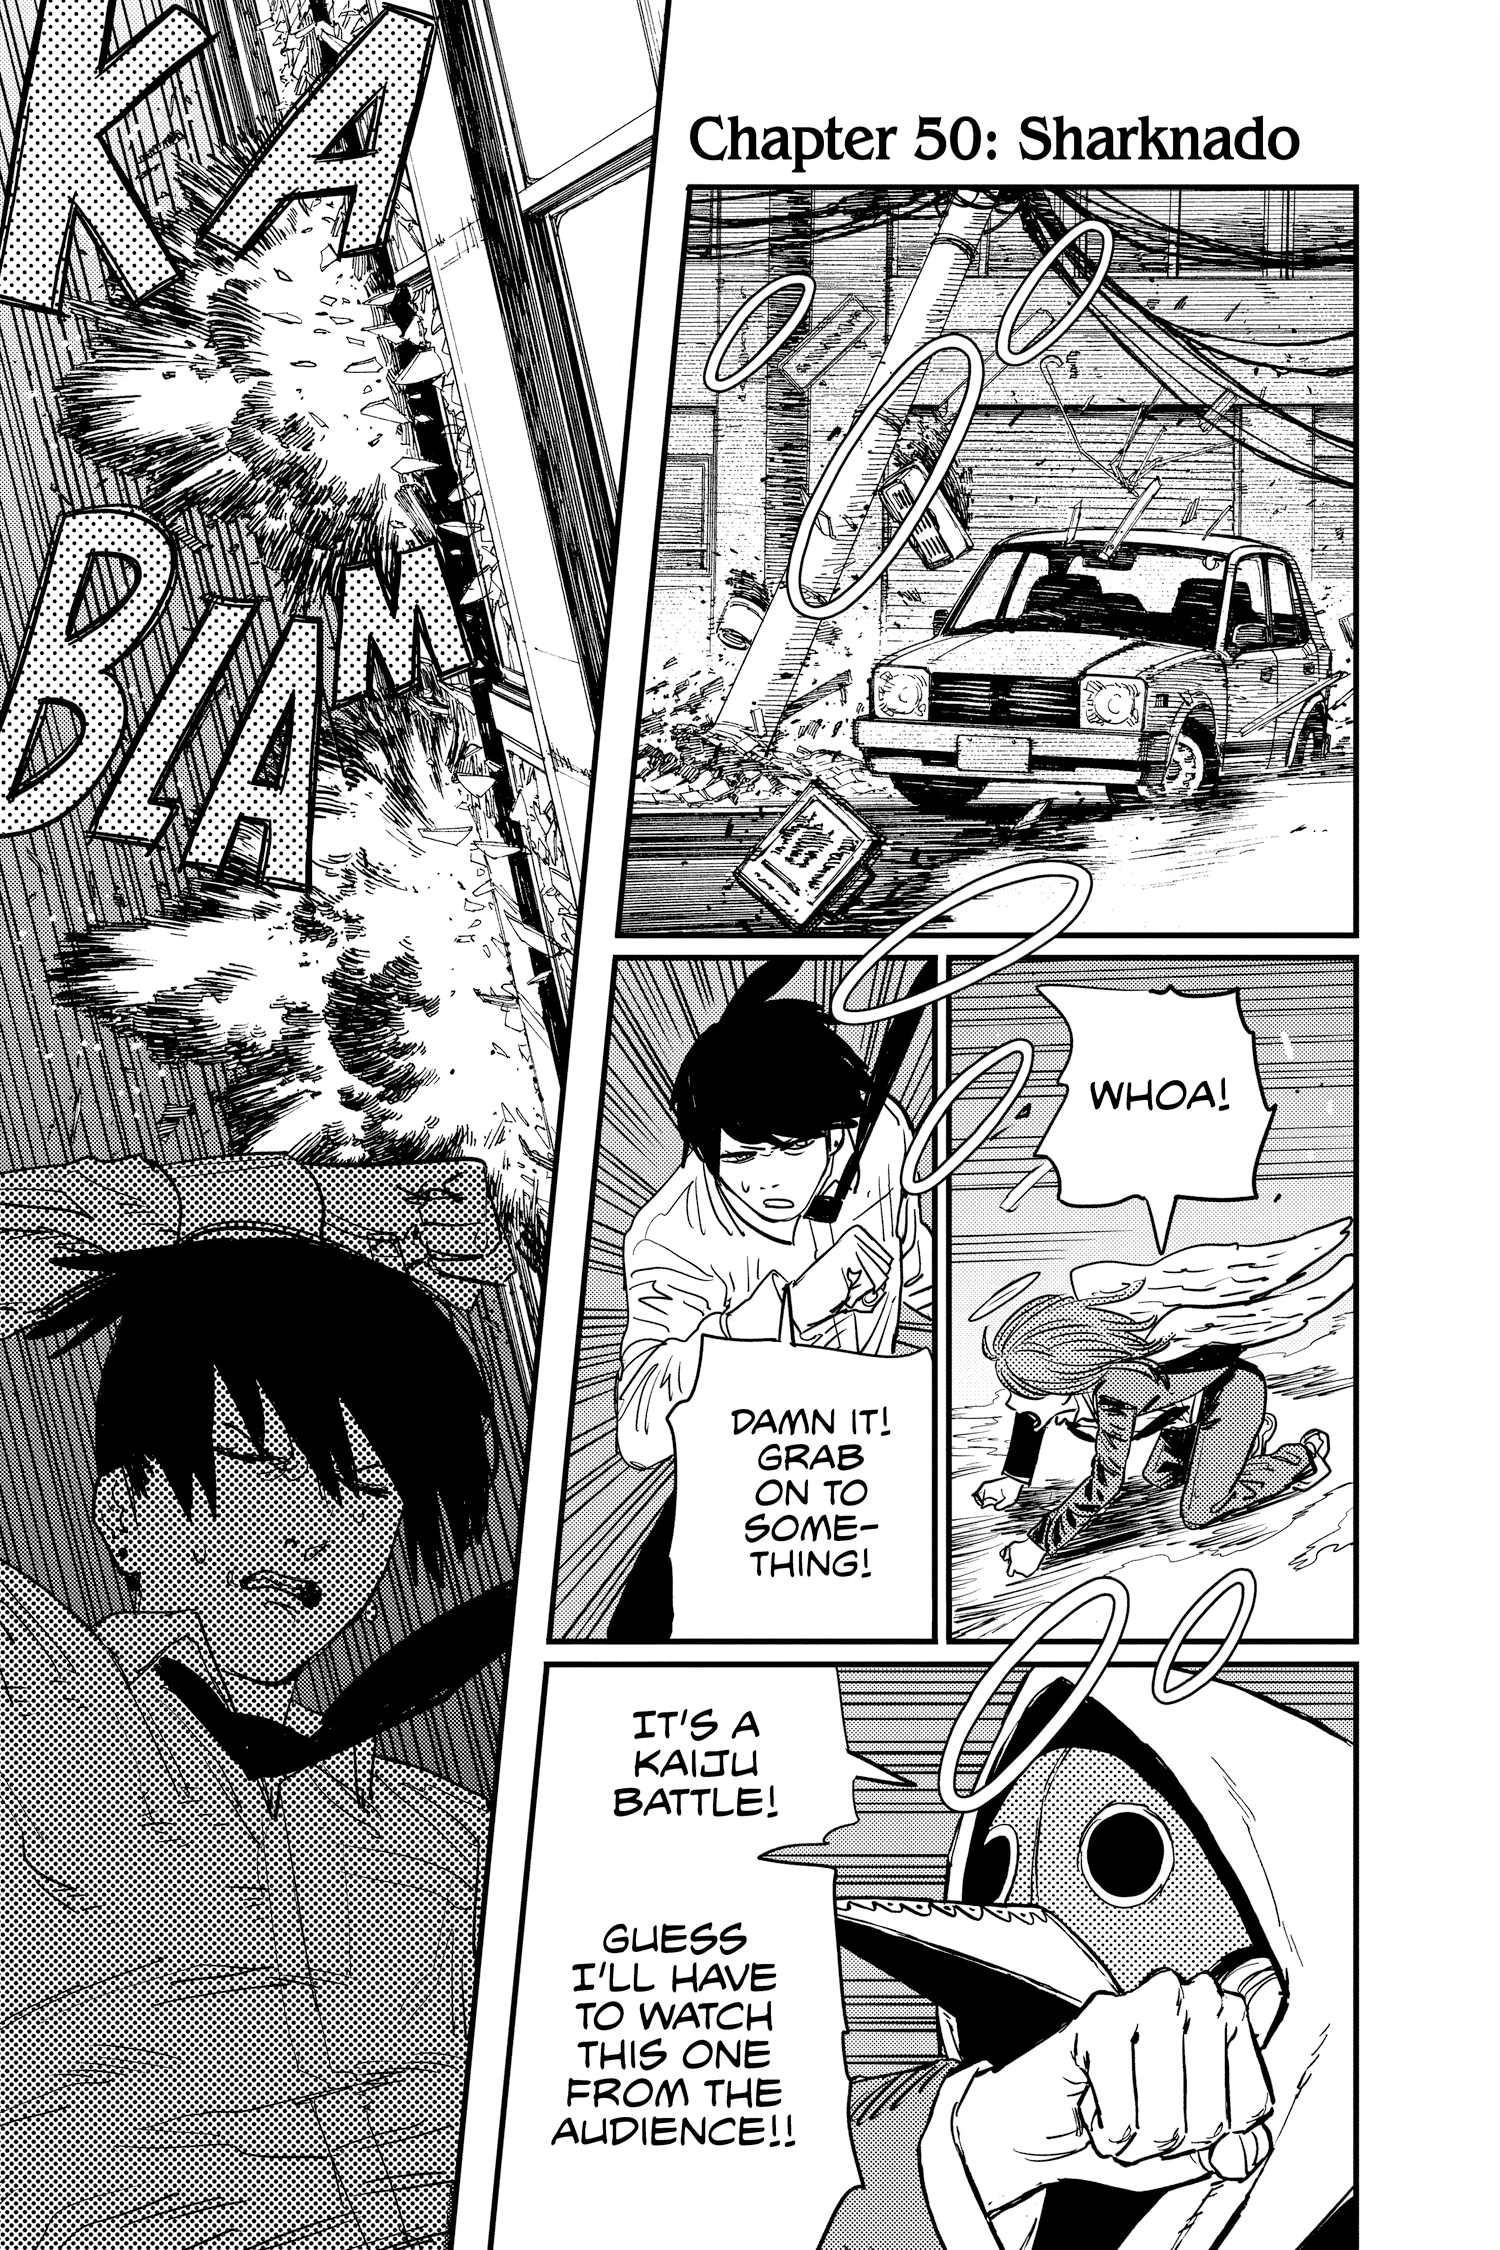 Chapter 50: Sharknado
WHOA!
DAMN IT!
GRAB
ON TO
SOME-
THING!
IT'S A
KAIJU
BATTLE!
GUESS
I'LL HAVE
TO WATCH
THIS ONE
FROM THE
AUDIENCE!!
KA
BLAM